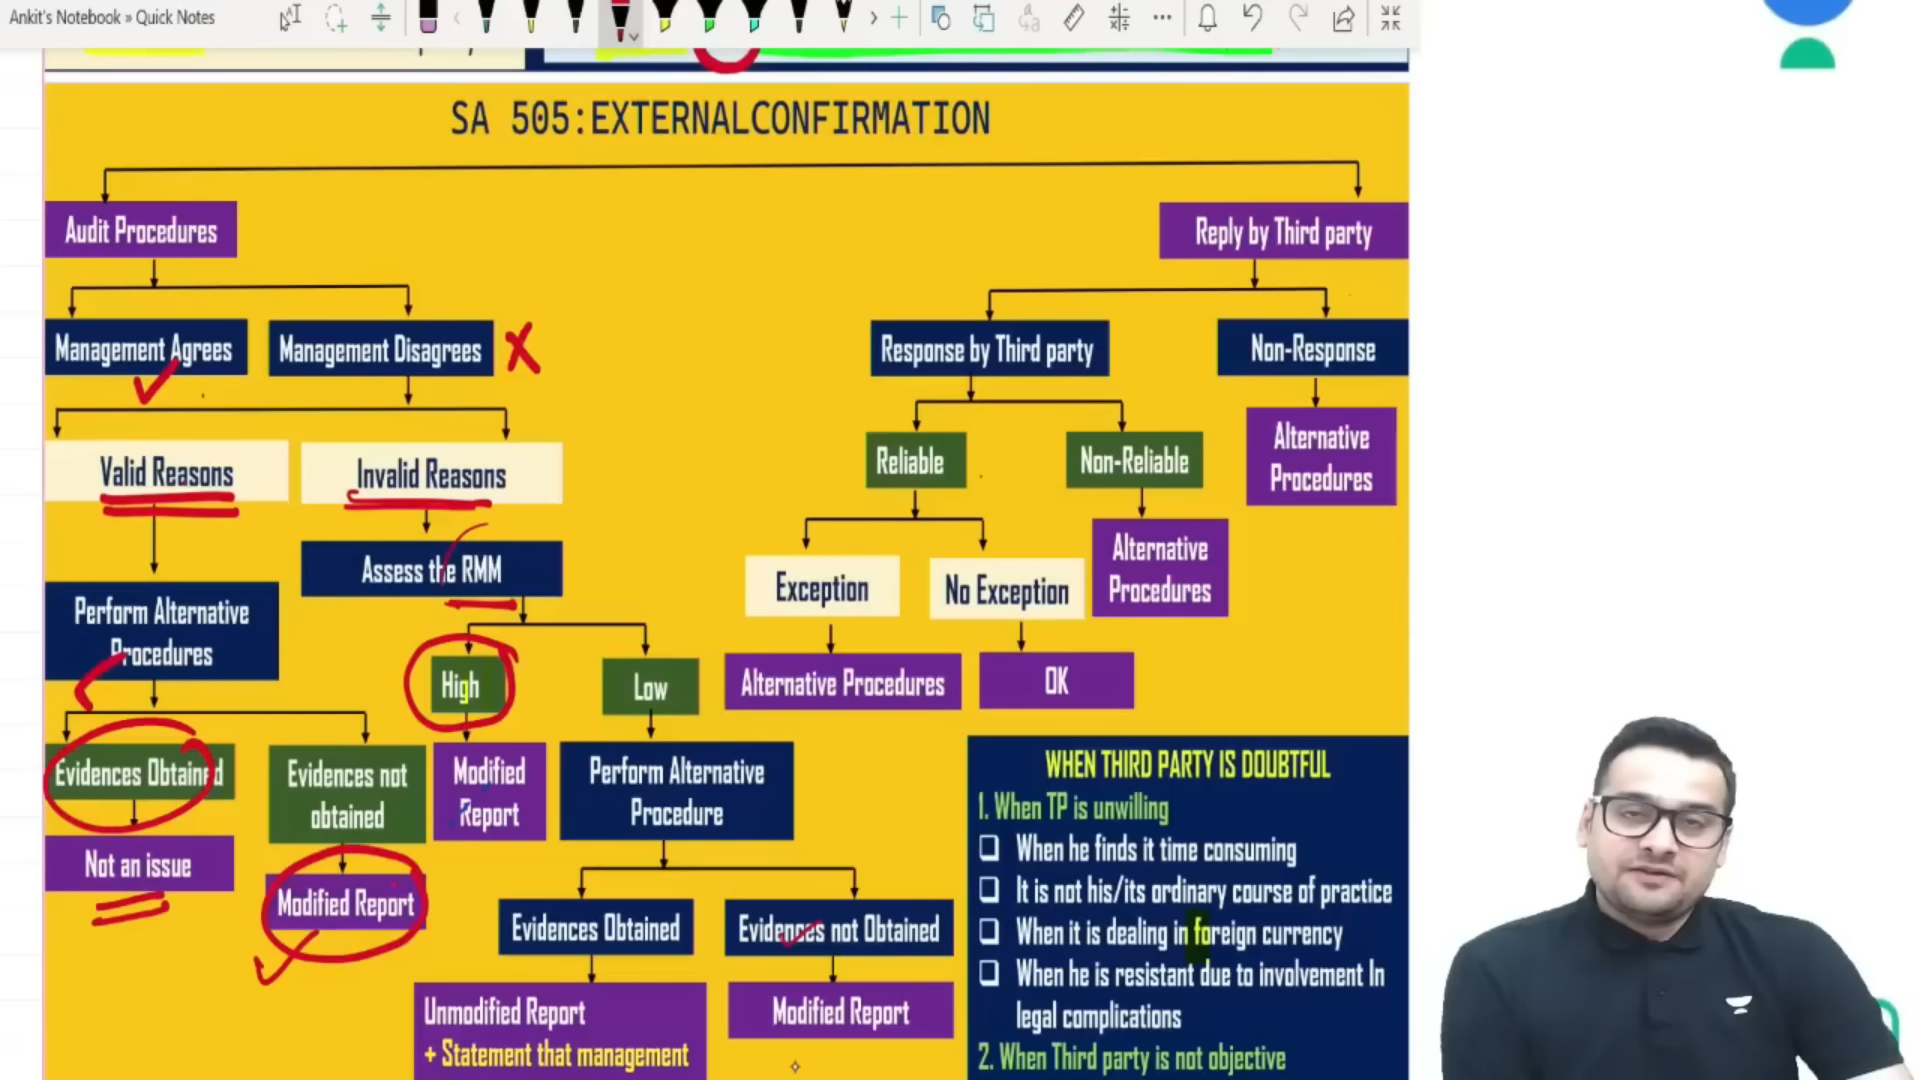 Ankit's Notebook » Quick Notes
SA 505:EXTERNALCONFIRMATION
Audit Procedures
Reply by Third party
Management Agrees
Management Disagrees
Response by Third party
Non-Response
Valid Reasons
Invalid Reasons
Reliable
Non-Reliable
Alternative
Procedures
Assess the RMM
Exception
No Exception
Alternative
Procedures
Perform Alternative
Procedures
High
Low
Alternative Procedures
OK
Evidences Obtained
Evidences not
obtained
Modified
Report
Perform Alternative
Procedure
Not an issue
Modified Report
Evidences Obtained
Evidences not Obtained
Unmodified Report
+ Statement that management
Modified Report
WHEN THIRD PARTY IS DOUBTFUL
1. When TP is unwilling
When he finds it time consuming
It is not his/its ordinary course of practice
When it is dealing in foreign currency
When he is resistant due to involvement In
legal complications
2. When Third party is not objective